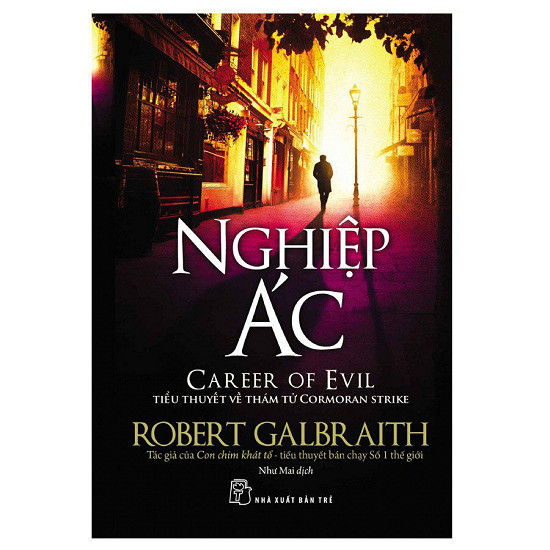 NGHIỆP
ÁC
CAREER OF EVIL
TIỂU THUYẾT VỀ THÁM TỬ CORMORAN STRIKE
ROBERT GALBRAITH
Tác giả của Con chim khát tổ - tiểu thuyết bán chạy Số 1 thế giới
Như Mai dịch
NHÀ XUẤT BẢN TRẺ